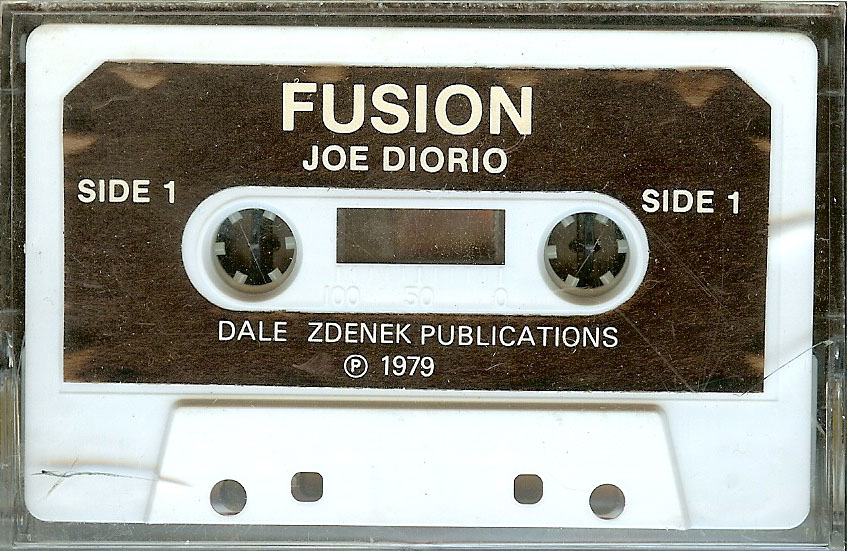 FUSION
JOE DIORIO
SIDE 1
SIDE 1
100 50 0
DALE ZDENEK PUBLICATIONS
Ⓟ 1979